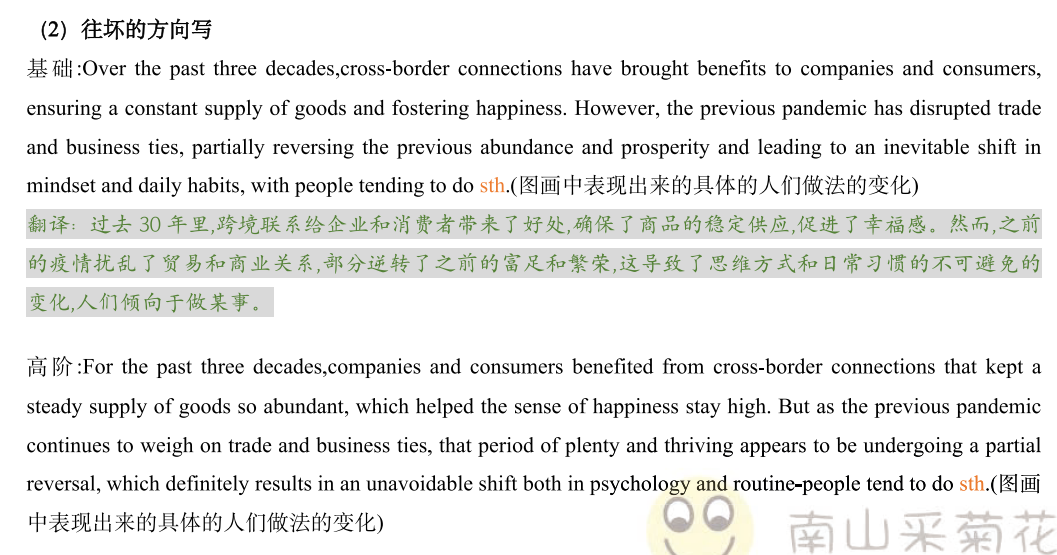 （2）往坏的方向写
基础:Over the past three decades,cross-border connections have brought benefits to companies and consumers,
ensuring a constant supply of goods and fostering happiness. However, the previous pandemic has disrupted trade
and business ties, partially reversing the previous abundance and prosperity and leading to an inevitable shift in
mindset and daily habits, with people tending to do sth.(图画中表现出来的具体的人们做法的变化)
翻译：过去 30 年里,跨境联系给企业和消费者带来了好处,确保了商品的稳定供应,促进了幸福感。然而,之前
的疫情扰乱了贸易和商业关系,部分逆转了之前的富足和繁荣,这导致了思维方式和日常习惯的不可避免的
变化,人们倾向于做某事。
高阶:For the past three decades,companies and consumers benefited from cross-border connections that kept a
steady supply of goods so abundant, which helped the sense of happiness stay high. But as the previous pandemic
continues to weigh on trade and business ties, that period of plenty and thriving appears to be undergoing a partial
reversal, which definitely results in an unavoidable shift both in psychology and routine-people tend to do sth.(图画
中表现出来的具体的人们做法的变化)
南山采菊花